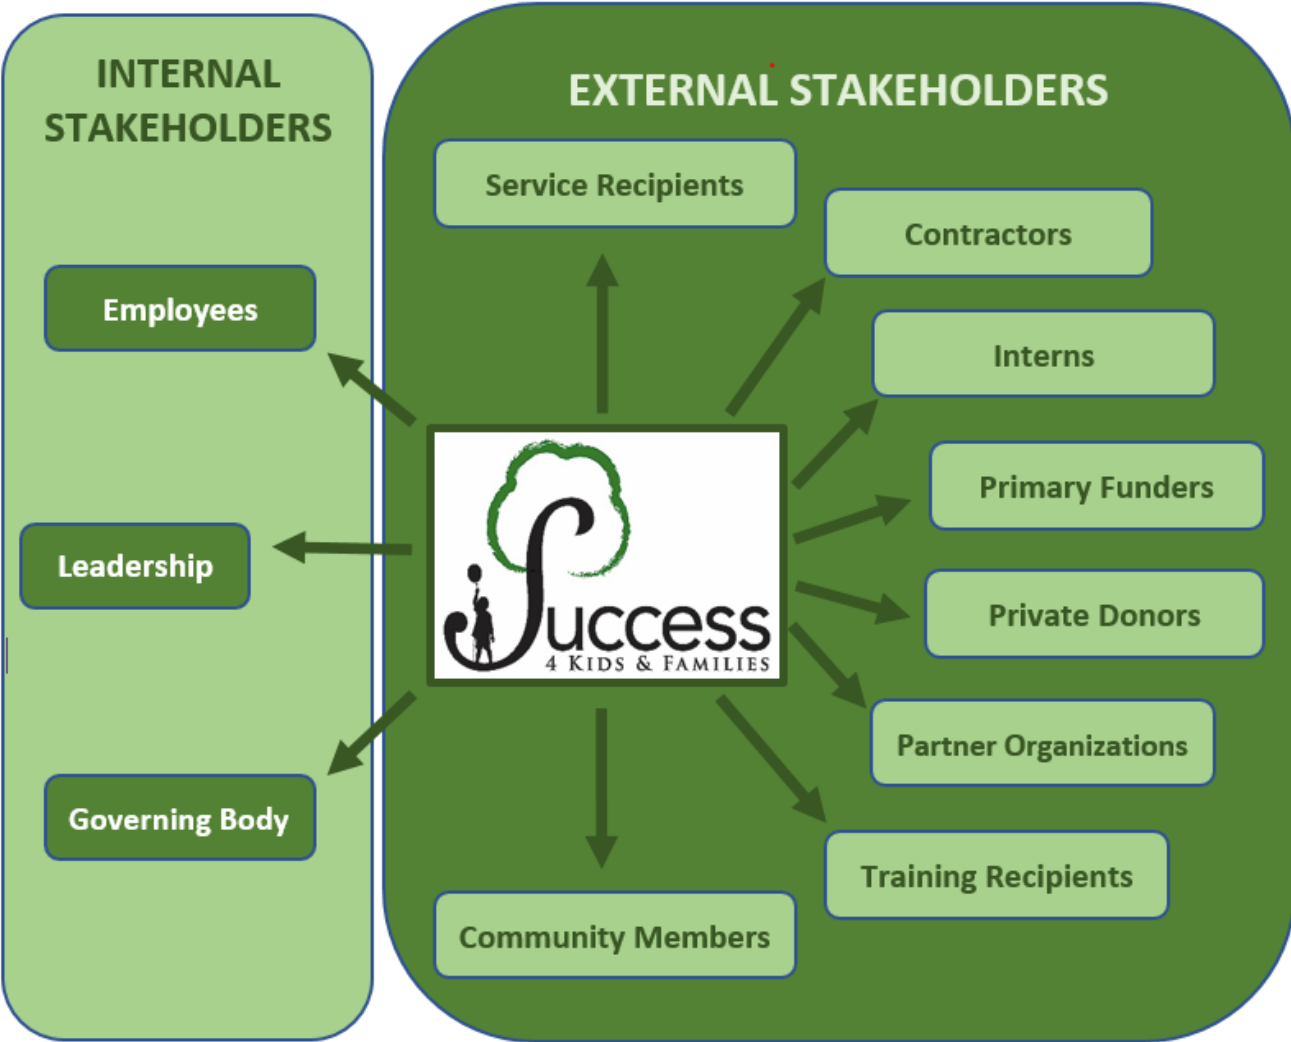 INTERNAL
STAKEHOLDERS
Employees
Leadership
Governing Body
EXTERNAL STAKEHOLDERS
Service Recipients
Contractors
Interns
Primary Funders
Private Donors
Partner Organizations
Training Recipients
Community Members
Success
4 KIDS & FAMILIES